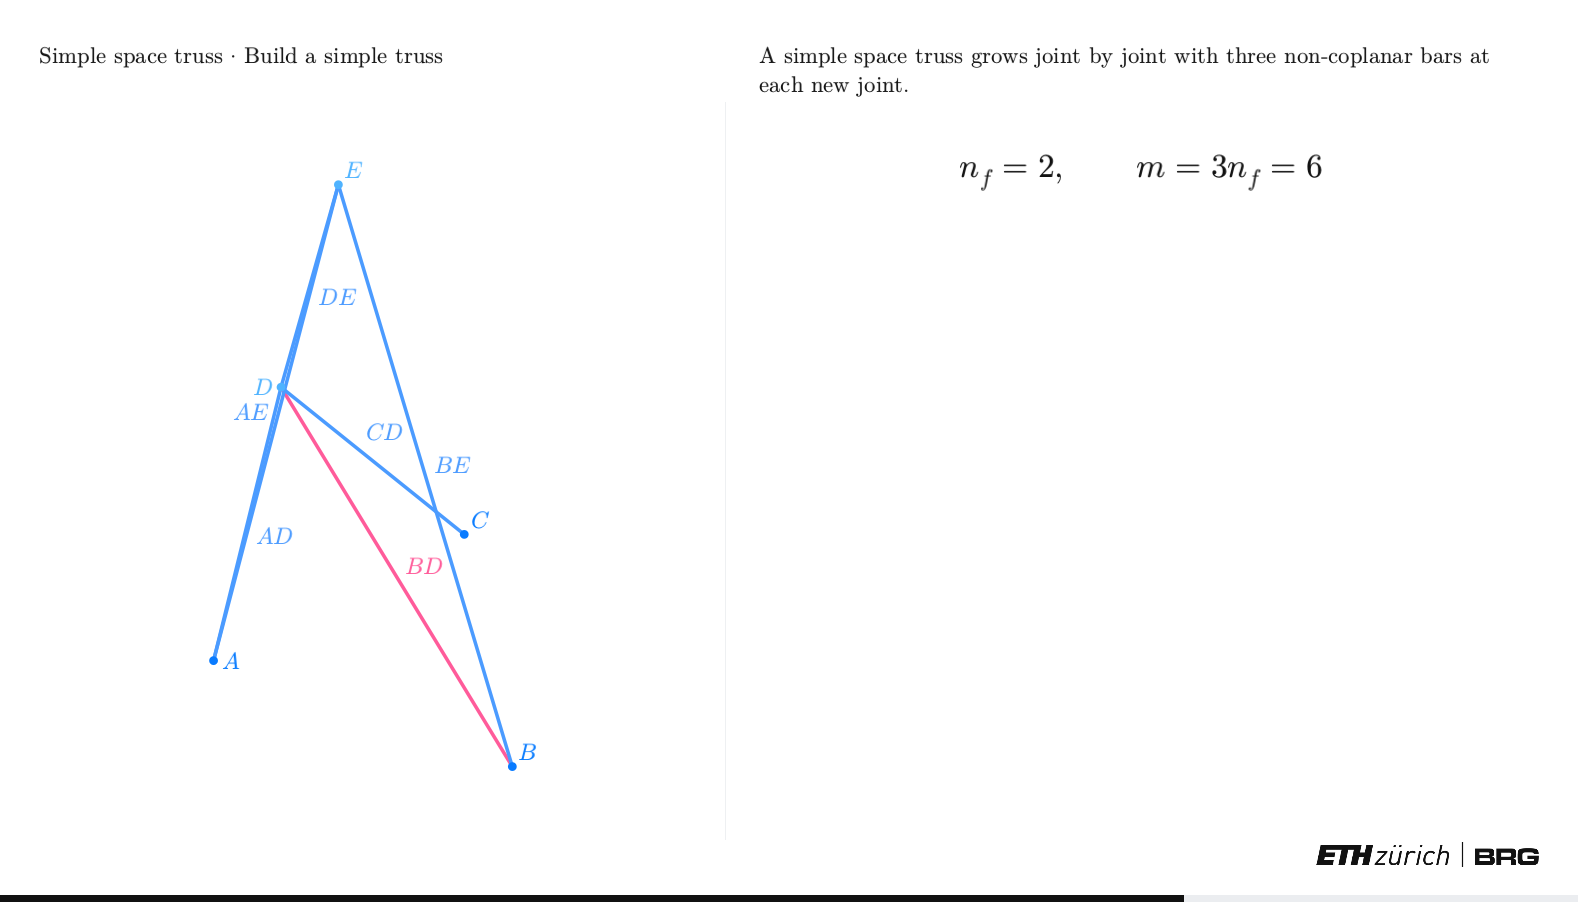 Simple space truss · Build a simple truss
A simple space truss grows joint by joint with three non-coplanar bars at
each new joint.
n_f = 2, m = 3n_f = 6
E
DE
D
AE
CD
BE
C
AD
BD
A
B
ETH zürich | BRG